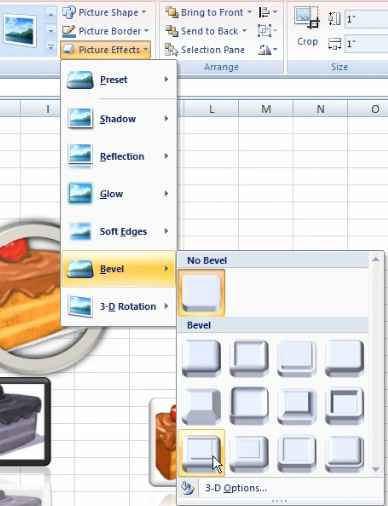 Picture Shape
Picture Border
Picture Effects
Bring to Front
Send to Back
Selection Pane
Arrange
Crop
1"
1"
Size
I
L
M
N
O
Preset
Shadow
Reflection
Glow
Soft Edges
Bevel
3-D Rotation
No Bevel
Bevel
3-D Options...